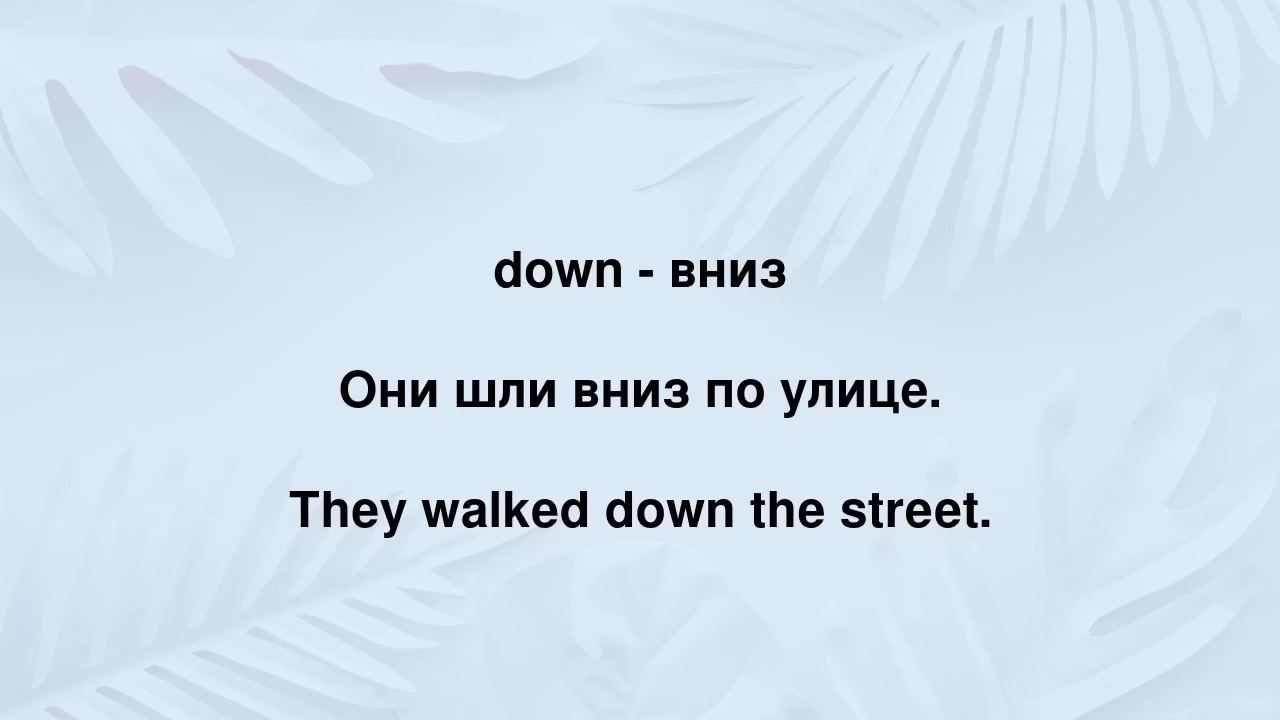 down - вниз
Они шли вниз по улице.
They walked down the street.